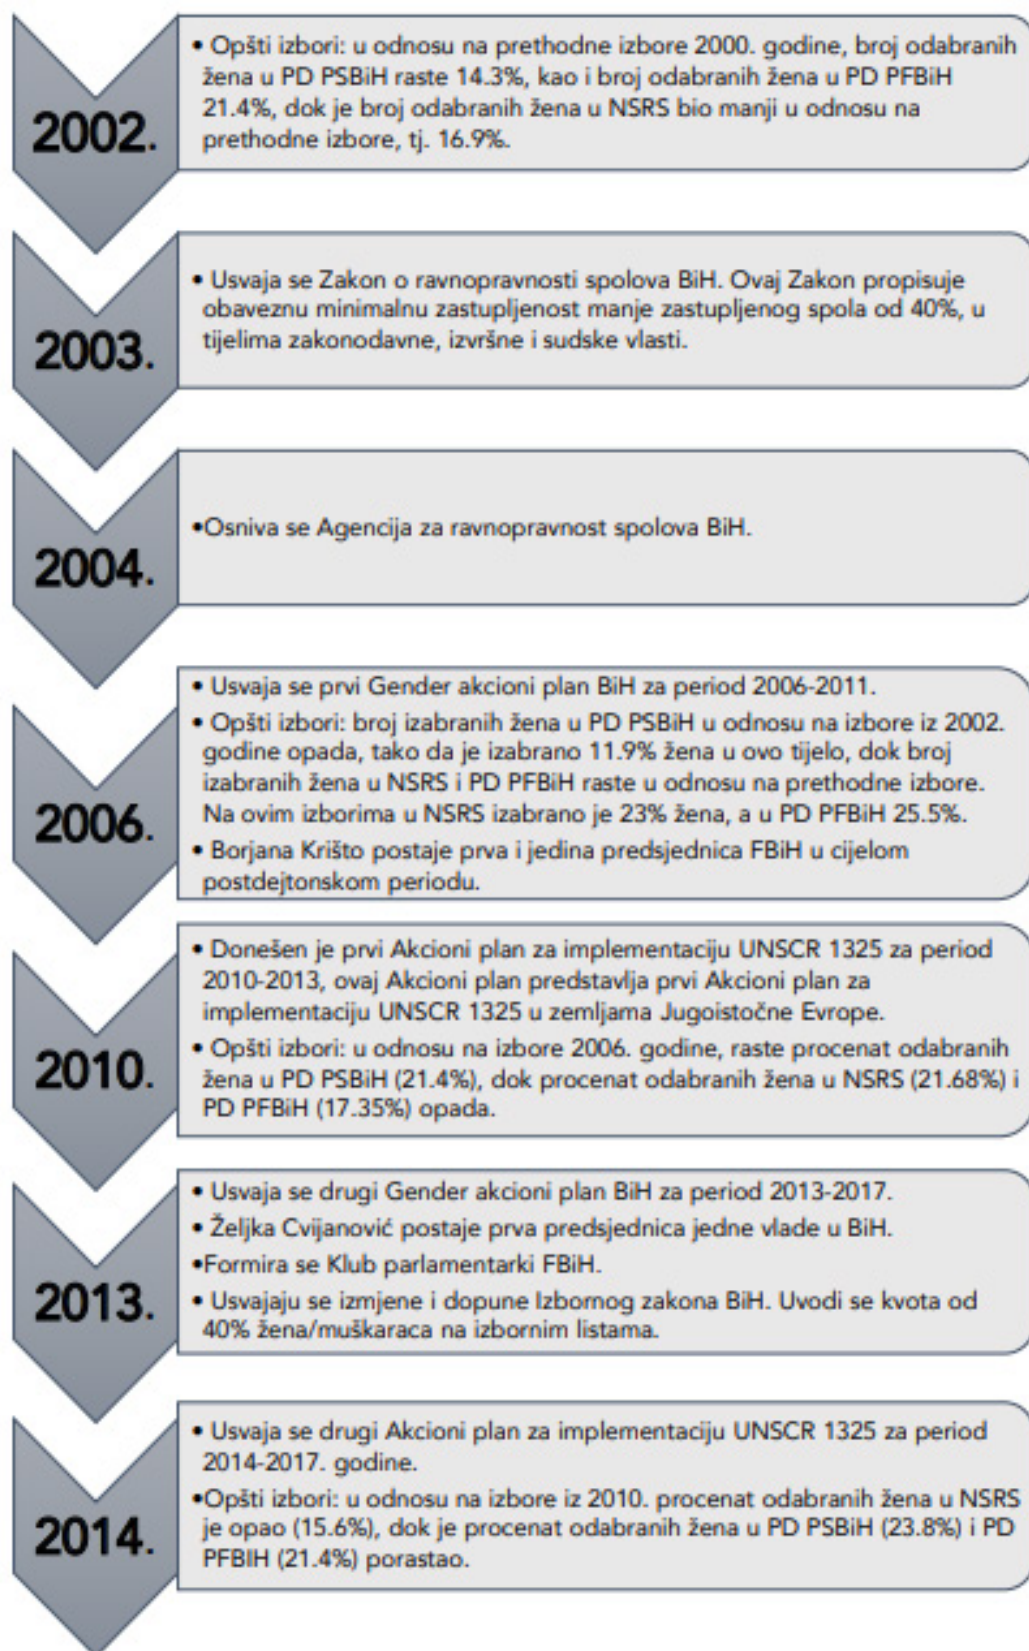 2002.
• Opšti izbori: u odnosu na prethodne izbore 2000. godine, broj odabranih
žena u PD PSBiH raste 14.3%, kao i broj odabranih žena u PD PFBiH
21.4%, dok je broj odabranih žena u NSRS bio manji u odnosu na
prethodne izbore, tj. 16.9%.
2003.
• Usvaja se Zakon o ravnopravnosti spolova BiH. Ovaj Zakon propisuje
obaveznu minimalnu zastupljenost manje zastupljenog spola od 40%, u
tijelima zakonodavne, izvršne i sudske vlasti.
2004.
•Osniva se Agencija za ravnopravnost spolova BiH.
2006.
• Usvaja se prvi Gender akcioni plan BiH za period 2006-2011.
• Opšti izbori: broj izabranih žena u PD PSBiH u odnosu na izbore iz 2002.
godine opada, tako da je izabrano 11.9% žena u ovo tijelo, dok broj
izabranih žena u NSRS i PD PFBiH raste u odnosu na prethodne izbore.
Na ovim izborima u NSRS izabrano je 23% žena, a u PD PFBiH 25.5%.
• Borjana Krišto postaje prva i jedina predsjednica FBiH u cijelom
postdejtonskom periodu.
2010.
• Donešen je prvi Akcioni plan za implementaciju UNSCR 1325 za period
2010-2013, ovaj Akcioni plan predstavlja prvi Akcioni plan za
implementaciju UNSCR 1325 u zemljama Jugoistočne Evrope.
• Opšti izbori: u odnosu na izbore 2006. godine, raste procenat odabranih
žena u PD PSBiH (21.4%), dok procenat odabranih žena u NSRS (21.68%) i
PD PFBiH (17.35%) opada.
2013.
• Usvaja se drugi Gender akcioni plan BiH za period 2013-2017.
• Željka Cvijanović postaje prva predsjednica jedne vlade u BiH.
•Formira se Klub parlamentarki FBiH.
• Usvajaju se izmjene i dopune Izbornog zakona BiH. Uvodi se kvota od
40% žena/muškaraca na izbornim listama.
2014.
• Usvaja se drugi Akcioni plan za implementaciju UNSCR 1325 za period
2014-2017. godine.
•Opšti izbori: u odnosu na izbore iz 2010. procenat odabranih žena u NSRS
je opao (15.6%), dok je procenat odabranih žena u PD PSBiH (23.8%) i PD
PFBIH (21.4%) porastao.